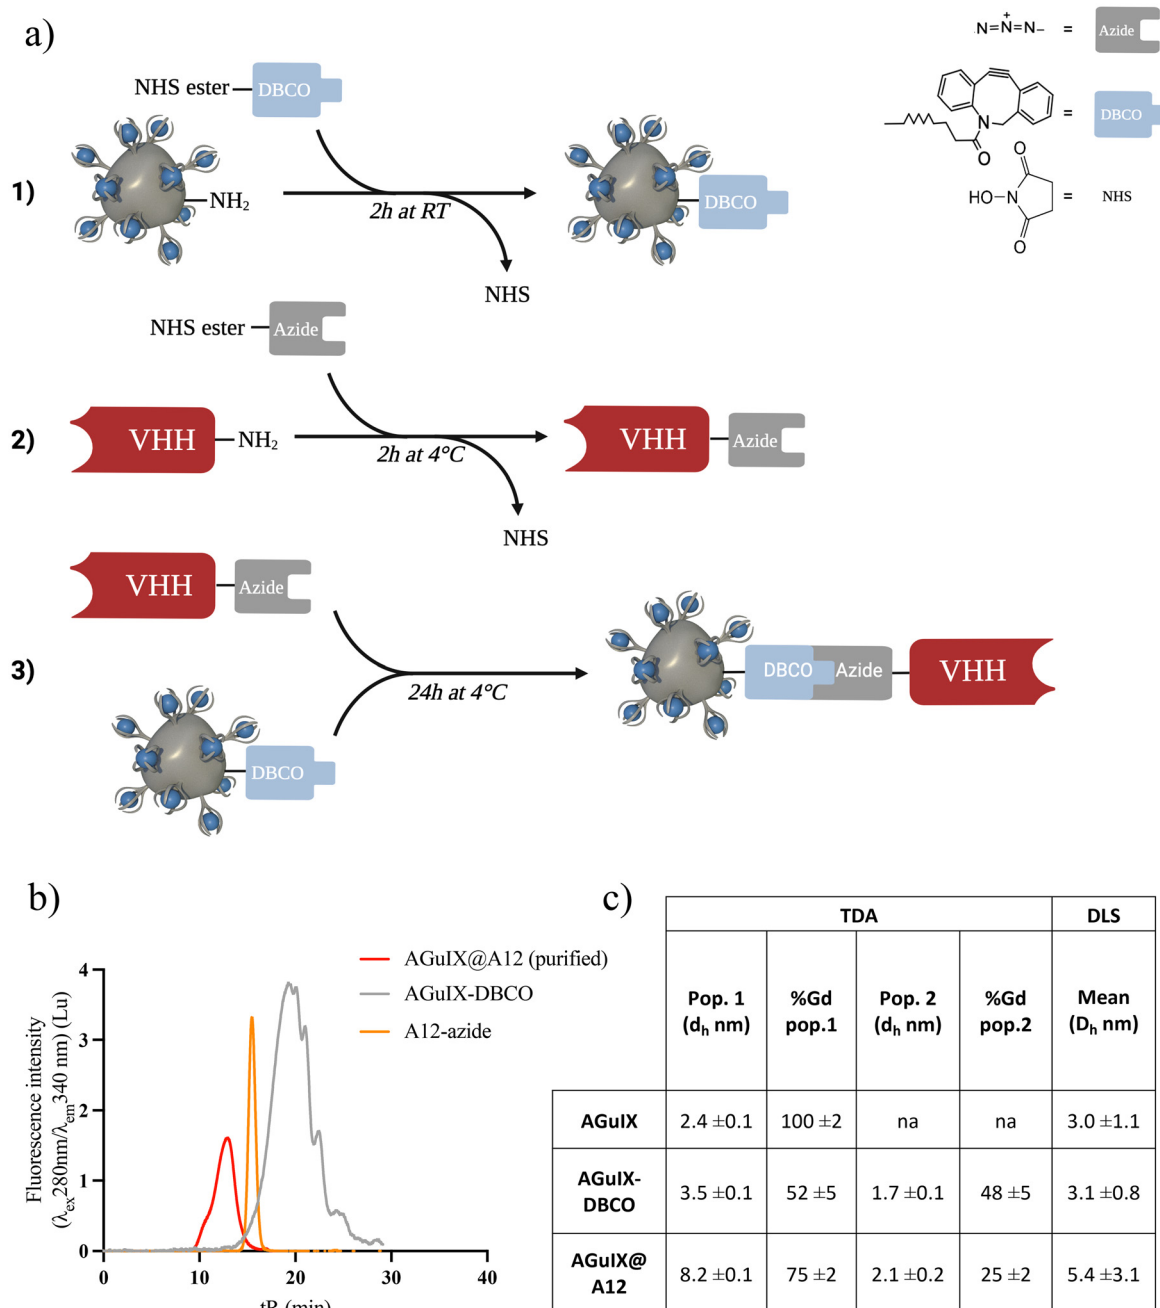 a)
.N=N=N–
+
=
Azide
NHS ester
DBCO
=
DBCO
N
O
O
1)
NH2
2h at RT
DBCO
HO
N
O
=
NHS
NHS
NHS ester
Azide
2)
VHH
NH2
2h at 4°C
VHH
Azide
NHS
VHH
Azide
3)
24h at 4°C
DBCO
Azide
VHH
DBCO
b)
AGuIX@A12 (purified)
AGuIX-DBCO
A12-azide
Fluorescence intensity
(λex280nm/λem340 nm) (Lu)
4
3
2
1
0
0 10 20 30 40
tR (min)
c)
TDA DLS
Pop. 1 %Gd Pop. 2 %Gd Mean
(dh nm) pop.1 (dh nm) pop.2 (Dh nm)
AGuIX 2.4 ±0.1 100 ±2 na na 3.0 ±1.1
AGuIX-
DBCO 3.5 ±0.1 52 ±5 1.7 ±0.1 48 ±5 3.1 ±0.8
AGuIX@
A12 8.2 ±0.1 75 ±2 2.1 ±0.2 25 ±2 5.4 ±3.1